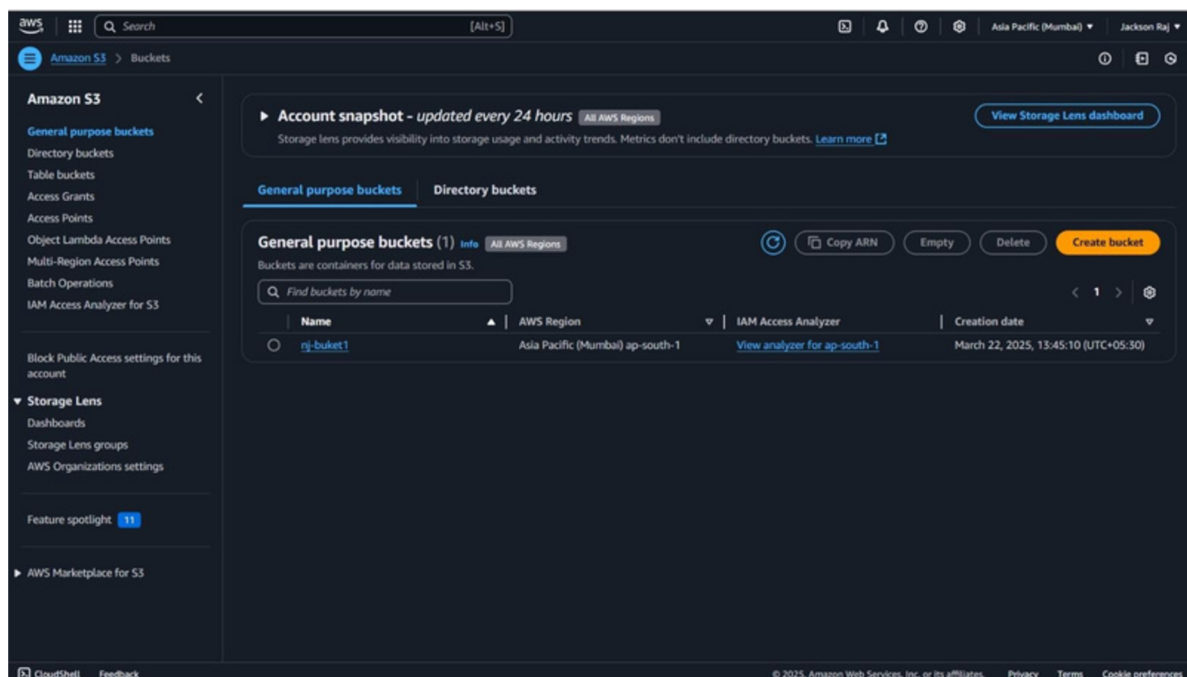 aws Search [Alt+S] Asia Pacific (Mumbai) Jackson Raj
Amazon S3 > Buckets
Amazon S3
General purpose buckets
Directory buckets
Table buckets
Access Grants
Access Points
Object Lambda Access Points
Multi-Region Access Points
Batch Operations
IAM Access Analyzer for S3
Block Public Access settings for this
account
Storage Lens
Dashboards
Storage Lens groups
AWS Organizations settings
Feature spotlight 11
AWS Marketplace for S3
Account snapshot - updated every 24 hours All AWS Regions View Storage Lens dashboard
Storage lens provides visibility into storage usage and activity trends. Metrics don't include directory buckets. Learn more
General purpose buckets Directory buckets
General purpose buckets (1) Info All AWS Regions Copy ARN Empty Delete Create bucket
Buckets are containers for data stored in S3.
Find buckets by name < 1 >
Name AWS Region IAM Access Analyzer Creation date
nj-buket1 Asia Pacific (Mumbai) ap-south-1 View analyzer for ap-south-1 March 22, 2025, 13:45:10 (UTC+05:30)
CloudShell Feedback © 2025, Amazon Web Services, Inc. or its affiliates. Privacy Terms Cookie preferences